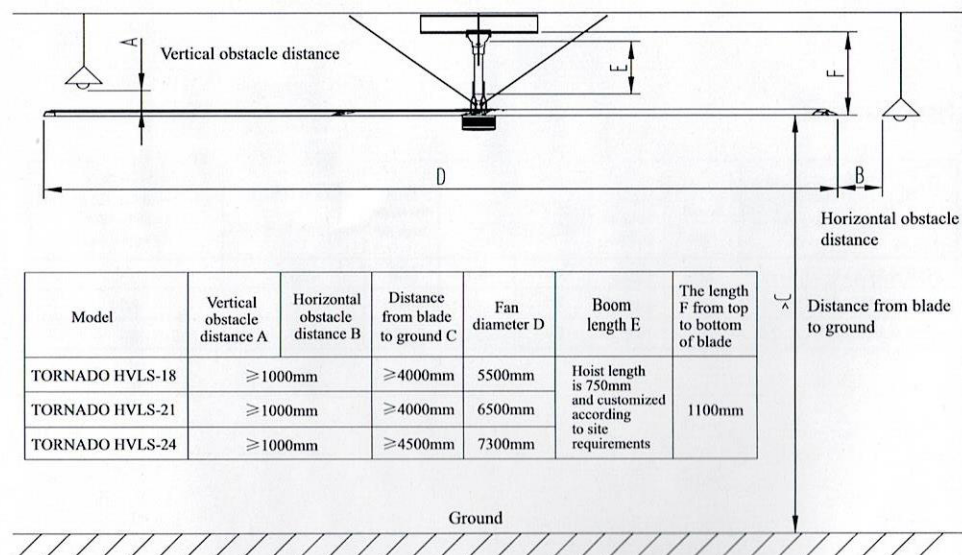 A
Vertical obstacle distance
E
F
D
B
Horizontal obstacle
distance
C
Distance from blade
to ground
Model
Vertical
obstacle
distance A
Horizontal
obstacle
distance B
Distance
from blade
to ground C
Fan
diameter D
Boom
length E
The length
F from top
to bottom
of blade
TORNADO HVLS-18
≥1000mm
≥4000mm
5500mm
TORNADO HVLS-21
≥1000mm
≥4000mm
6500mm
TORNADO HVLS-24
≥1000mm
≥4500mm
7300mm
Hoist length
is 750mm
and customized
according
to site
requirements
1100mm
Ground